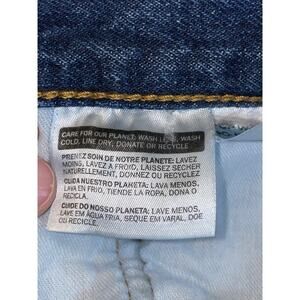 CARE FOR OUR PLANET: WASH LESS, WASH
COLD, LINE DRY, DONATE OR RECYCLE
PRENEZ SOIN DE NOTRE PLANETE: LAVEZ
MOINS, LAVEZ A FROID, LAISSEZ SECHER
NATURELLEMENT, DONNEZ OU RECYCLEZ
CUIDA NUESTRO PLANETA: LAVA MENOS,
LAVA EN FRIO, TIENDE LA ROPA, DONA O
RECICLA.
CUIDE DO NOSSO PLANETA: LAVE MENOS,
LAVE EM ÁGUA FRIA, SEQUE EM VARAL, DOE
OU RECICLE.